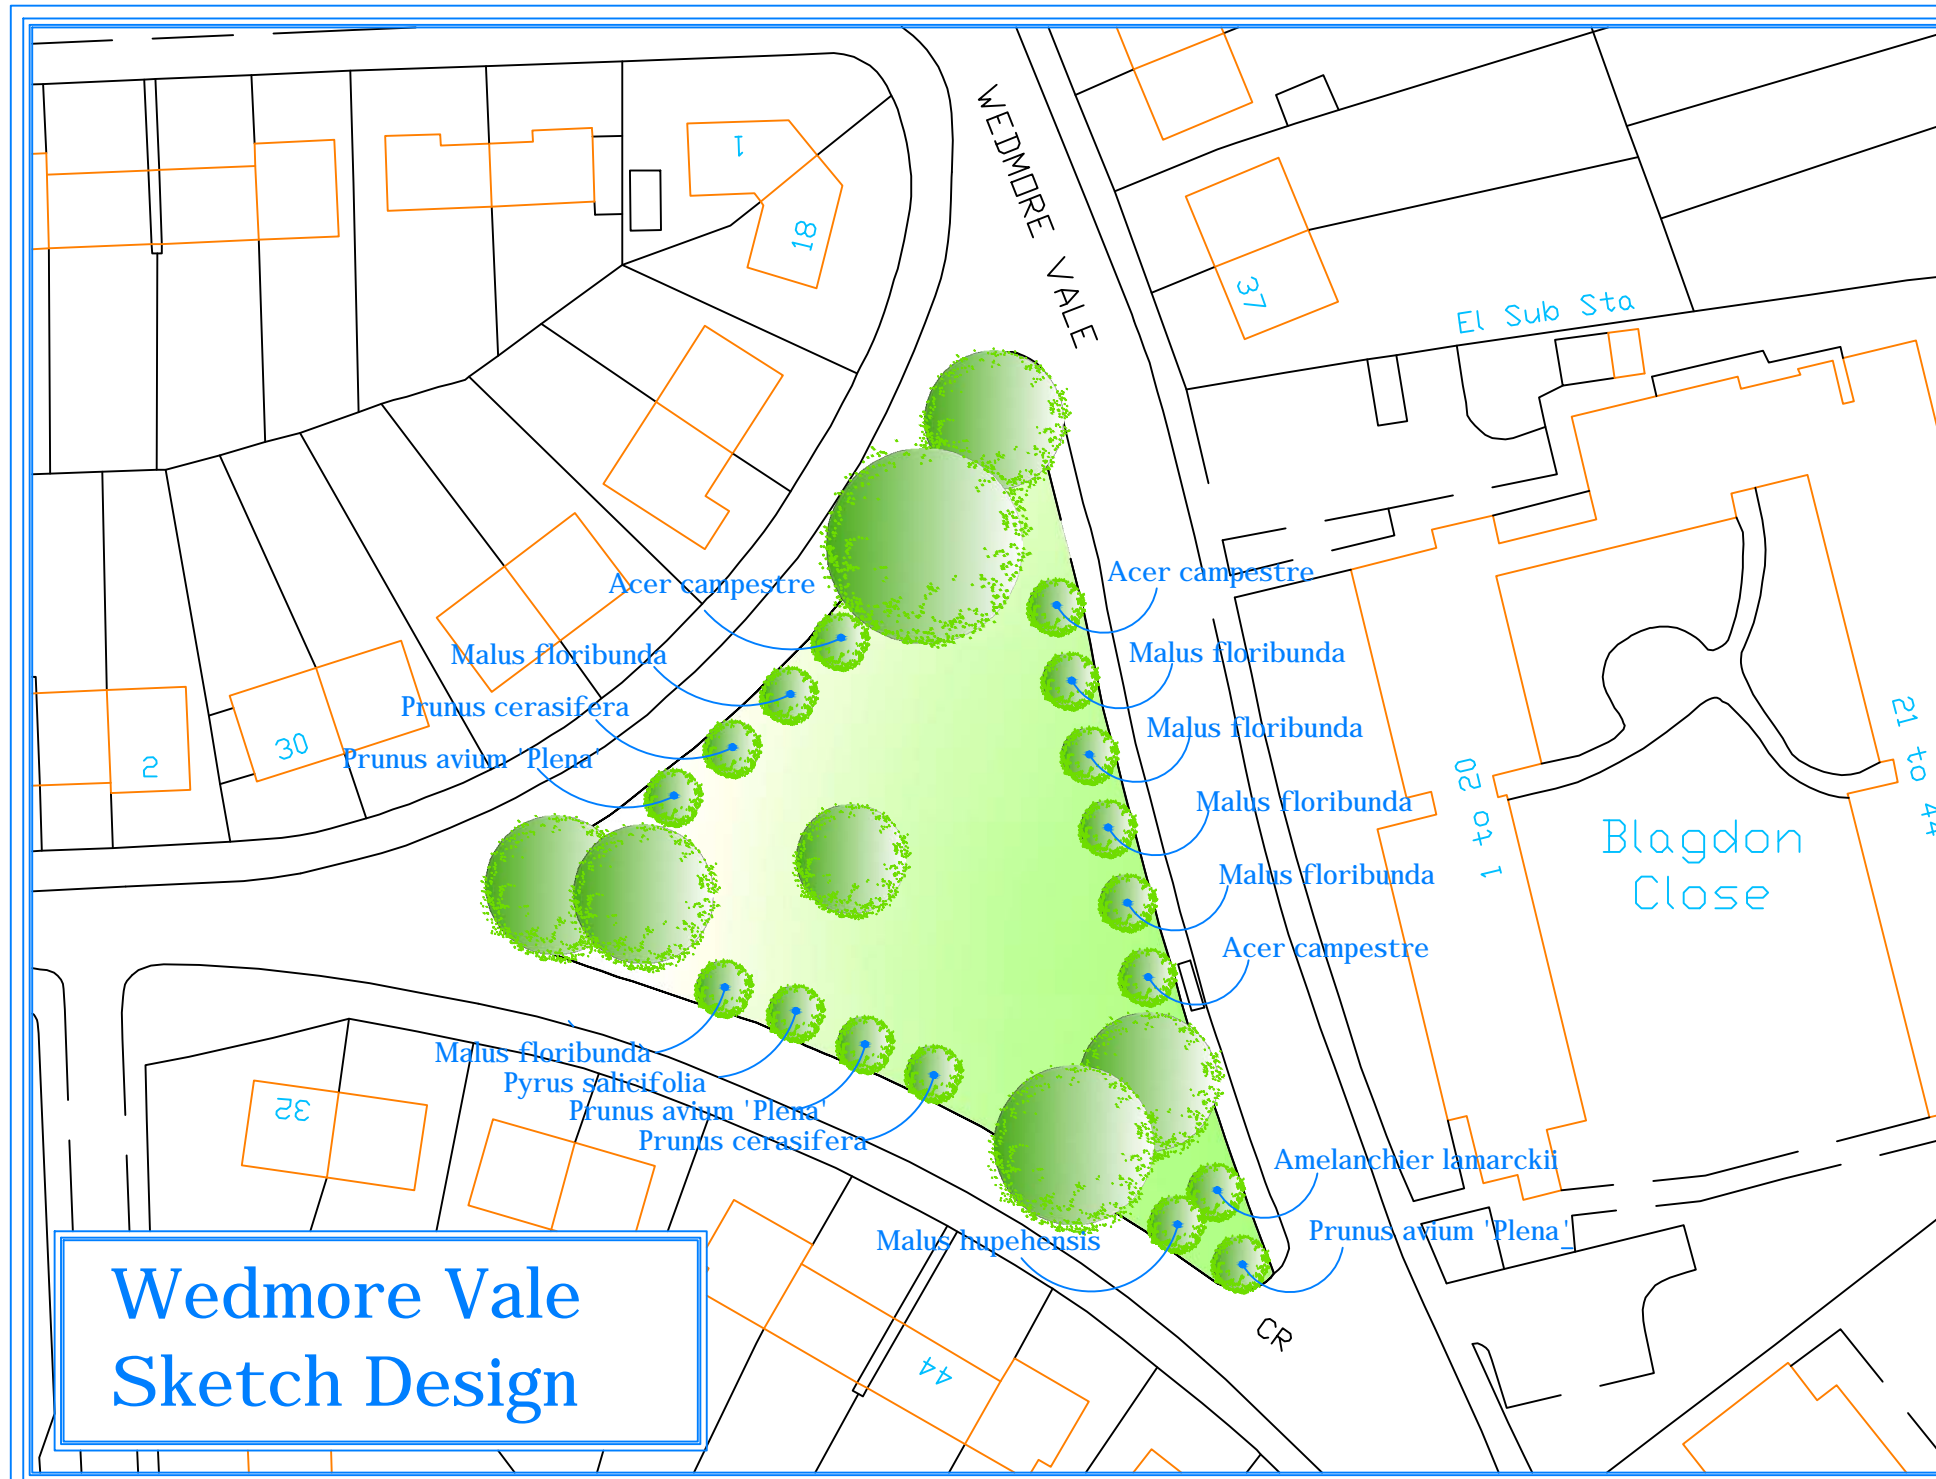 WEDMORE VALE
1
18
37
El Sub Sta
Acer campestre
Acer campestre
Malus floribunda
Malus floribunda
Prunus cerasifera
Malus floribunda
Prunus avium 'Plena'
2
30
Malus floribunda
Malus floribunda
Acer campestre
1 to 20
21 to 44
Blagdon
Close
Malus floribunda
Pyrus salicifolia
Prunus avium 'Plena'
Prunus cerasifera
32
Amelanchier lamarckii
Malus hupehensis
Prunus avium 'Plena'
CR
44
Wedmore Vale
Sketch Design